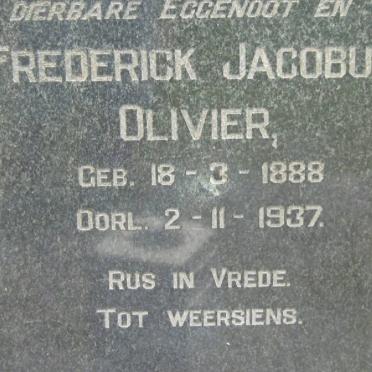 DIERBARE EGGENOOT EN
FREDERICK JACOBU
OLIVIER,
GEB. 18 - 3 - 1888
OORL. 2 - 11 - 1937.
RUS IN VREDE.
TOT WEERSIENS.